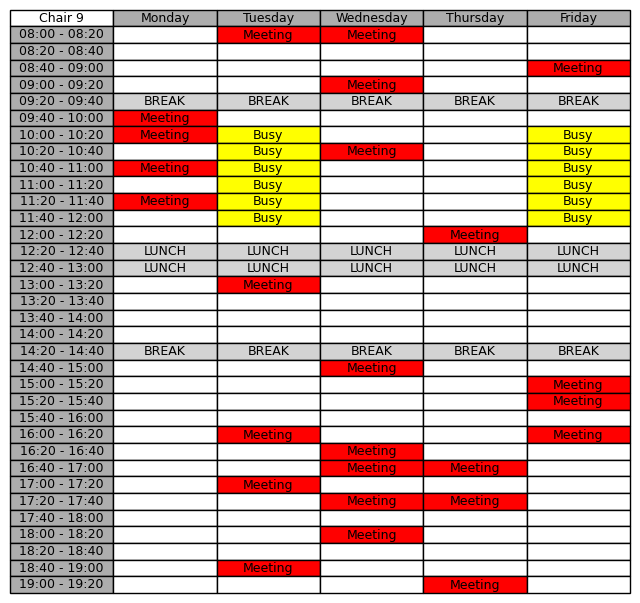 Chair 9 Monday Tuesday Wednesday Thursday Friday
08:00 - 08:20 Meeting Meeting
08:20 - 08:40
08:40 - 09:00 Meeting
09:00 - 09:20 Meeting
09:20 - 09:40 BREAK BREAK BREAK BREAK BREAK
09:40 - 10:00 Meeting
10:00 - 10:20 Meeting Busy Busy
10:20 - 10:40 Busy Meeting Busy
10:40 - 11:00 Meeting Busy Busy
11:00 - 11:20 Busy Busy
11:20 - 11:40 Meeting Busy Busy
11:40 - 12:00 Busy Busy
12:00 - 12:20 Meeting
12:20 - 12:40 LUNCH LUNCH LUNCH LUNCH LUNCH
12:40 - 13:00 LUNCH LUNCH LUNCH LUNCH LUNCH
13:00 - 13:20 Meeting
13:20 - 13:40
13:40 - 14:00
14:00 - 14:20
14:20 - 14:40 BREAK BREAK BREAK BREAK BREAK
14:40 - 15:00 Meeting
15:00 - 15:20 Meeting
15:20 - 15:40 Meeting
15:40 - 16:00
16:00 - 16:20 Meeting Meeting
16:20 - 16:40 Meeting
16:40 - 17:00 Meeting Meeting
17:00 - 17:20 Meeting
17:20 - 17:40 Meeting Meeting
17:40 - 18:00
18:00 - 18:20 Meeting
18:20 - 18:40
18:40 - 19:00 Meeting
19:00 - 19:20 Meeting